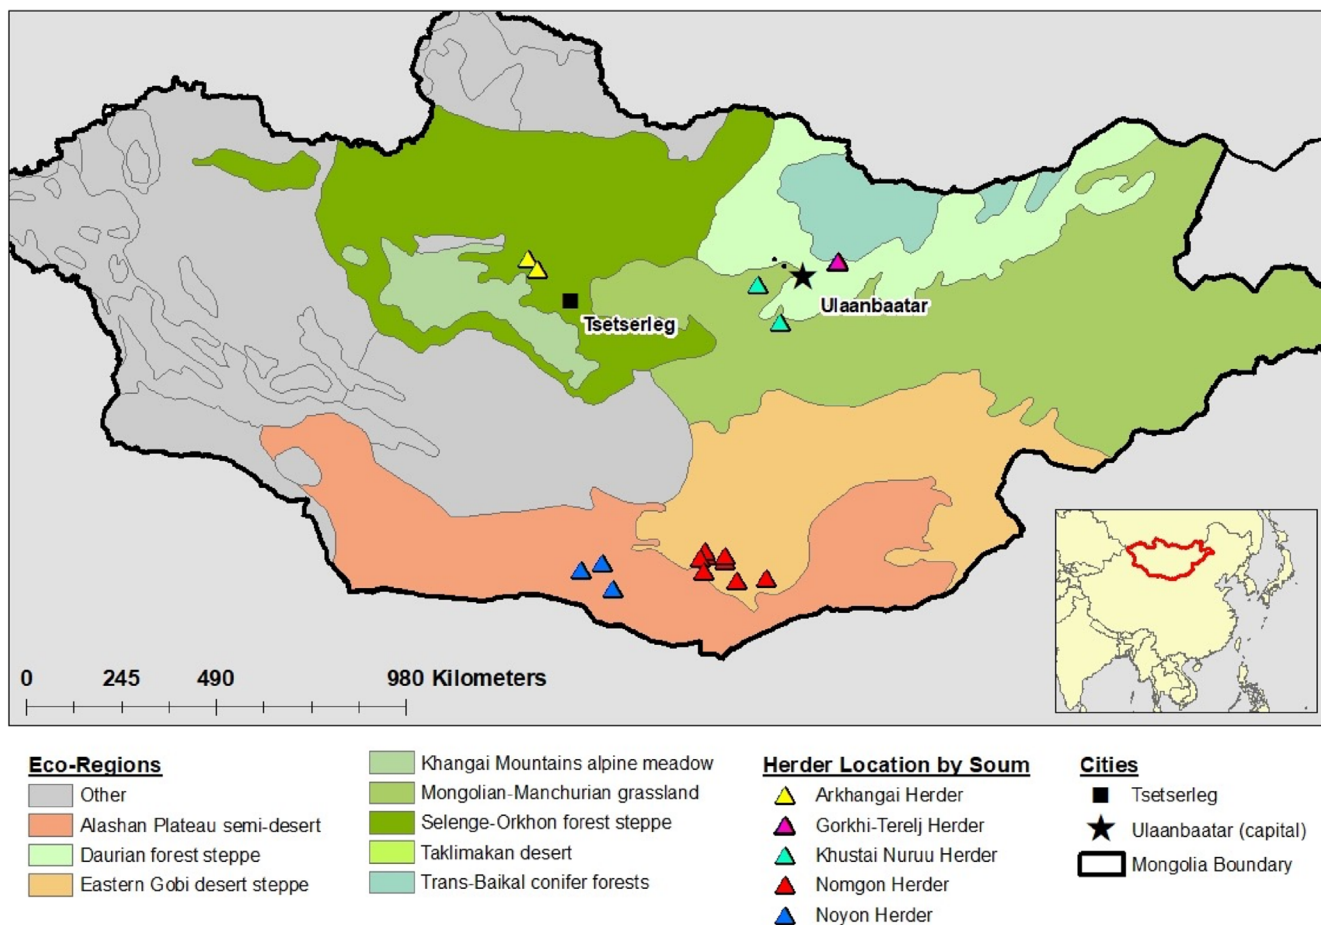 Tsetserleg
Ulaanbaatar
0 245 490 980 Kilometers
Eco-Regions
Other
Alashan Plateau semi-desert
Daurian forest steppe
Eastern Gobi desert steppe
Khangai Mountains alpine meadow
Mongolian-Manchurian grassland
Selenge-Orkhon forest steppe
Taklimakan desert
Trans-Baikal conifer forests
Herder Location by Soum
Arkhangai Herder
Gorkhi-Terelj Herder
Khustai Nuruu Herder
Nomgon Herder
Noyon Herder
Cities
Tsetserleg
Ulaanbaatar (capital)
Mongolia Boundary